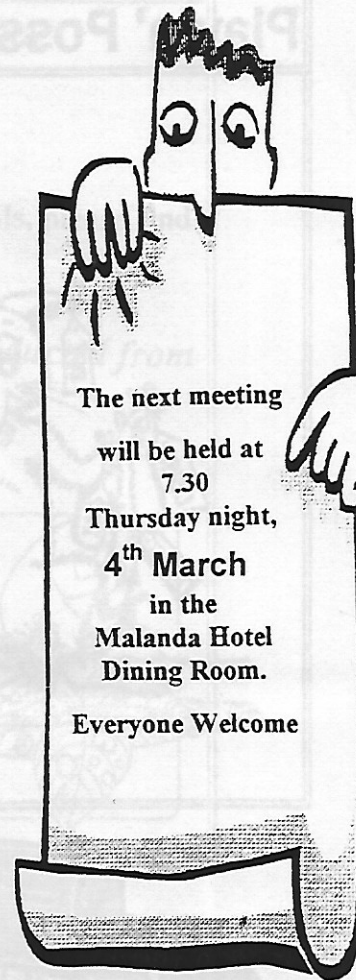 The next meeting
will be held at
7.30
Thursday night,
4th March
in the
Malanda Hotel
Dining Room.
Everyone Welcome